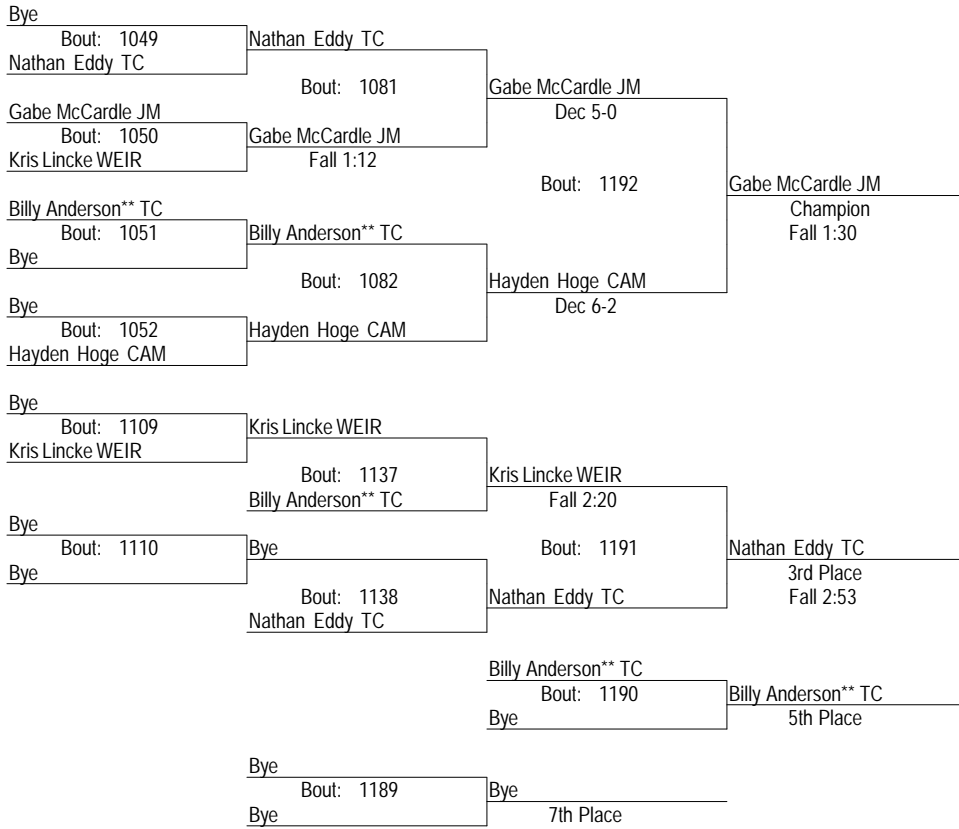 Bye
Bout: 1049
Nathan Eddy TC
Nathan Eddy TC
Bout: 1081
Gabe McCardle JM
Dec 5-0
Gabe McCardle JM
Bout: 1050
Kris Lincke WEIR
Gabe McCardle JM
Fall 1:12
Bout: 1192
Gabe McCardle JM
Champion
Fall 1:30
Billy Anderson** TC
Bout: 1051
Bye
Billy Anderson** TC
Bout: 1082
Hayden Hoge CAM
Dec 6-2
Bye
Bout: 1052
Hayden Hoge CAM
Hayden Hoge CAM
Bye
Bout: 1109
Kris Lincke WEIR
Kris Lincke WEIR
Bout: 1137
Billy Anderson** TC
Kris Lincke WEIR
Fall 2:20
Bye
Bout: 1110
Bye
Bye
Bout: 1191
Nathan Eddy TC
3rd Place
Fall 2:53
Bout: 1138
Nathan Eddy TC
Nathan Eddy TC
Billy Anderson** TC
Bout: 1190
Bye
Billy Anderson** TC
5th Place
Bye
Bout: 1189
Bye
Bye
7th Place